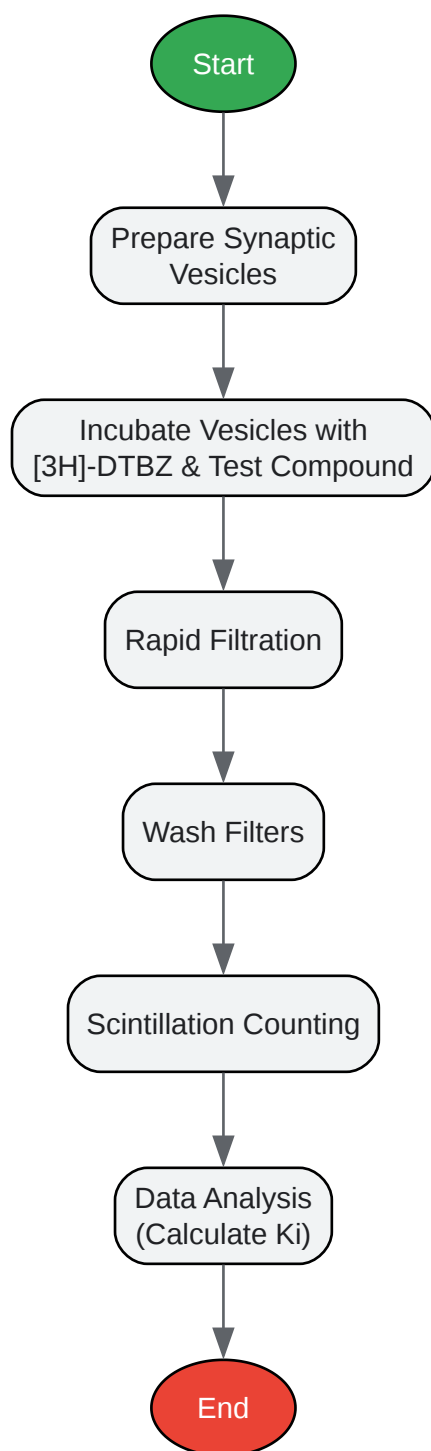 Start
Prepare Synaptic
Vesicles
Incubate Vesicles with
[3H]-DTBZ & Test Compound
Rapid Filtration
Wash Filters
Scintillation Counting
Data Analysis
(Calculate Ki)
End